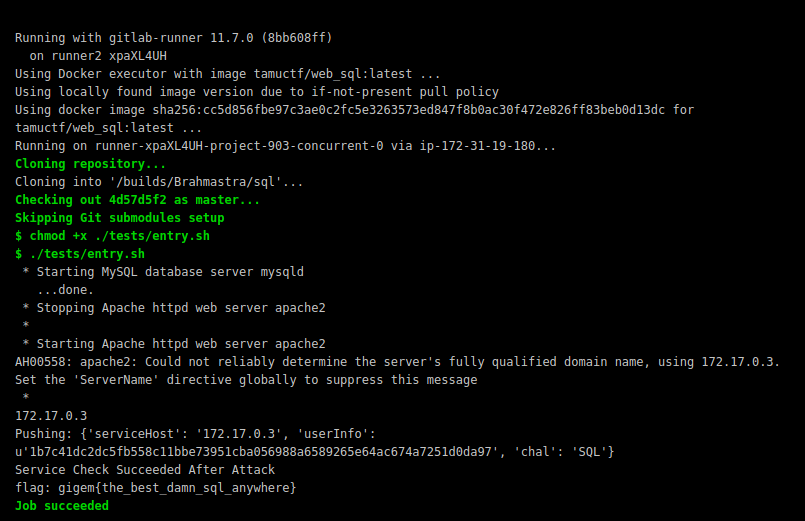 Running with gitlab-runner 11.7.0 (8bb608ff)
on runner2 xpaXL4UH
Using Docker executor with image tamuctf/web_sql:latest ...
Using locally found image version due to if-not-present pull policy
Using docker image sha256:cc5d856fbe97c3ae0c2fc5e3263573ed847f8b0ac30f472e826ff83beb0d13dc for
tamuctf/web_sql:latest ...
Running on runner-xpaXL4UH-project-903-concurrent-0 via ip-172-31-19-180...
Cloning repository...
Cloning into '/builds/Brahmastra/sql'...
Checking out 4d57d5f2 as master...
Skipping Git submodules setup
$ chmod +x ./tests/entry.sh
$ ./tests/entry.sh
* Starting MySQL database server mysqld
...done.
* Stopping Apache httpd web server apache2
*
* Starting Apache httpd web server apache2
AH00558: apache2: Could not reliably determine the server's fully qualified domain name, using 172.17.0.3.
Set the 'ServerName' directive globally to suppress this message
*
172.17.0.3
Pushing: {'serviceHost': '172.17.0.3', 'userInfo':
u'1b7c41dc2dc5fb558c11bbe73951cba056988a6589265e64ac674a7251d0da97', 'chal': 'SQL'}
Service Check Succeeded After Attack
flag: gigem{the_best_damn_sql_anywhere}
Job succeeded